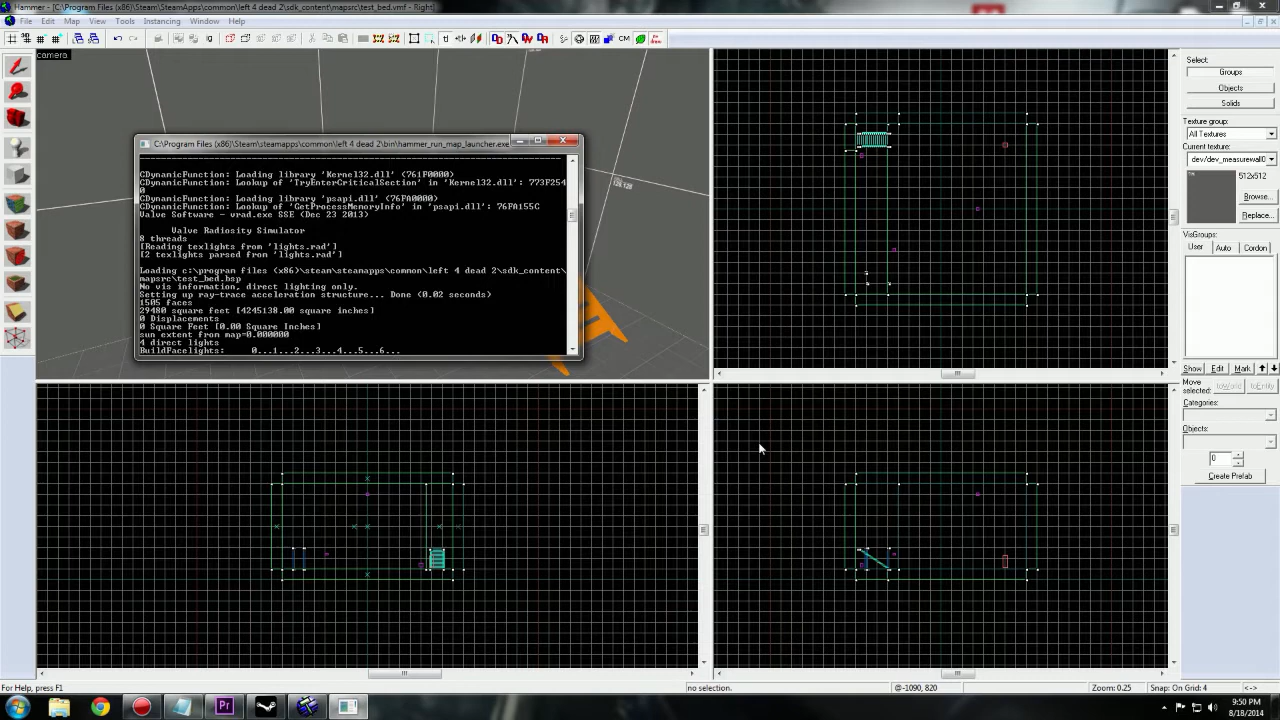 Hammer - [C:\Program Files (x86)\Steam\SteamApps\common\left 4 dead 2\sdk_content\mapsrc\test_bed.vmf - Right]
File Edit Map View Tools Instancing Window Help
camera
C:\Program Files (x86)\Steam\steamapps\common\left 4 dead 2\bin\hammer_run_map_launcher.exe
CDynamicFunction: Loading library 'Kernel32.dll' (761F0000)
CDynamicFunction: Lookup of 'TryEnterCriticalSection' in 'Kernel32.dll': 773F254
0
CDynamicFunction: Loading library 'psapi.dll' (76FA0000)
CDynamicFunction: Lookup of 'GetProcessMemoryInfo' in 'psapi.dll': 76FA155C
Valve Software - vrad.exe SSE (Dec 23 2013)
Valve Radiosity Simulator
8 threads
[Reading texlights from 'lights.rad']
[2 texlights parsed from 'lights.rad']
Loading c:\program files (x86)\steam\steamapps\common\left 4 dead 2\sdk_content\
mapsrc\test_bed.bsp
No vis information, direct lighting only.
Setting up ray-trace acceleration structure... Done (0.02 seconds)
1505 faces
29480 square feet [4245138.00 square inches]
0 Displacements
0 Square Feet [0.00 Square Inches]
sun extent from map=0.000000
4 direct lights
BuildFacelights: 0...1...2...3...4...5...6...
CM
Select:
Groups
Objects
Solids
Texture group:
All Textures
Current texture:
dev/dev_measurewall0
512x512
Browse...
Replace...
VisGroups:
User Auto Cordon
Show Edit Mark
Move
selected:
toWorld toEntity
Categories:
Objects:
0
Create Prefab
For Help, press F1
no selection.
@-1090, 820
Zoom: 0.25
Snap: On Grid: 4
<->
Pr
9:50 PM
8/18/2014